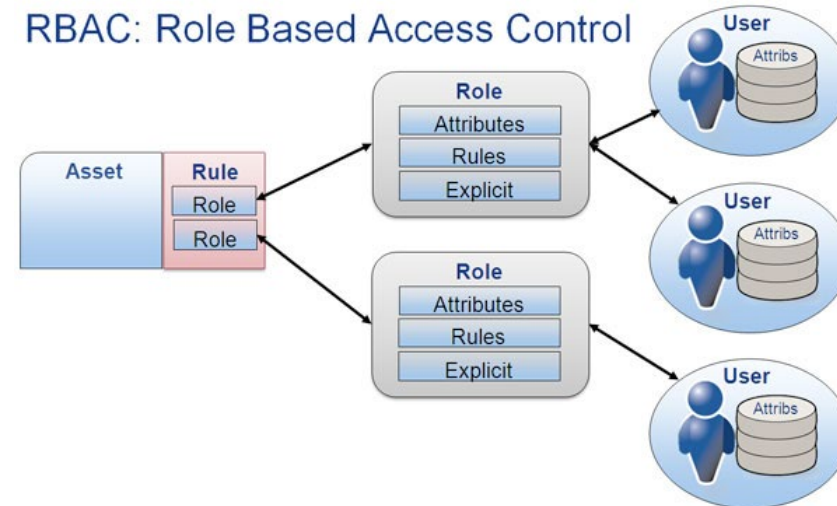 RBAC: Role Based Access Control
Asset
Rule
Role
Role
Role
Attributes
Rules
Explicit
Role
Attributes
Rules
Explicit
User
Attribs
User
Attribs
User
Attribs